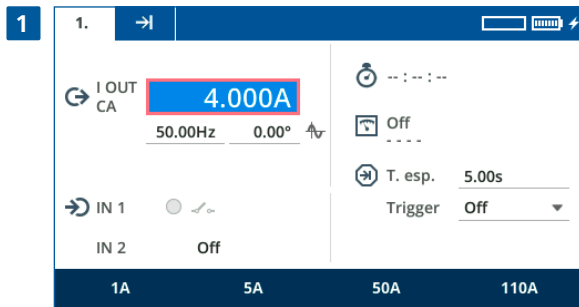 1
1.
I OUT
CA
4.000A
50.00Hz 0.00°
IN 1
IN 2 Off
-- : -- : --
Off
- - - -
T. esp. 5.00s
Trigger Off
1A 5A 50A 110A